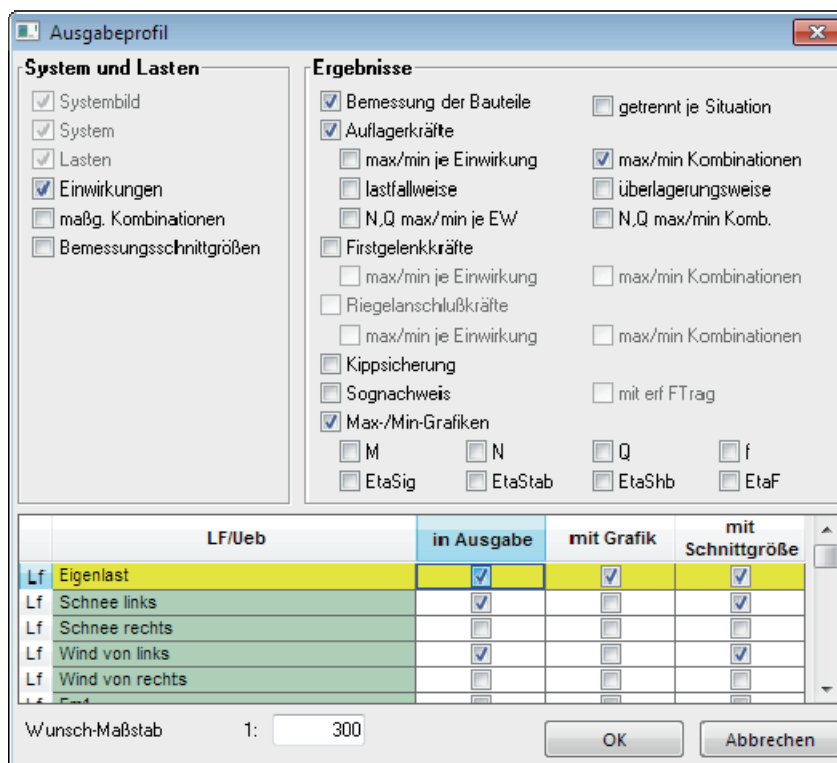 Ausgabeprofil
System und Lasten
Systembild
System
Lasten
Einwirkungen
maßg. Kombinationen
Bemessungsschnittgrößen
Ergebnisse
Bemessung der Bauteile getrennt je Situation
Auflagerkräfte
max/min je Einwirkung max/min Kombinationen
lastfallweise überlagerungsweise
N,Q max/min je EW N,Q max/min Komb.
Firstgelenkkräfte
max/min je Einwirkung max/min Kombinationen
Riegelanschlußkräfte
max/min je Einwirkung max/min Kombinationen
Kippsicherung
Sognachweis mit erf FTrag
Max-/Min-Grafiken
M N Q f
EtaSig EtaStab EtaShb EtaF
LF/Ueb in Ausgabe mit Grafik mit Schnittgröße
Lf Eigenlast
Lf Schnee links
Lf Schnee rechts
Lf Wind von links
Lf Wind von rechts
Wunsch-Maßstab 1: 300 OK Abbrechen